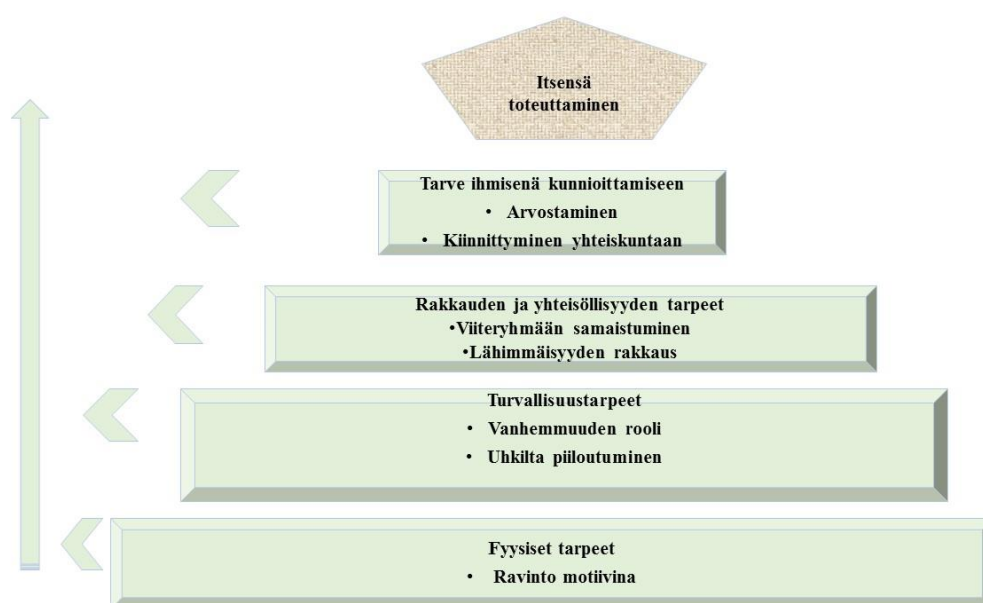 Itsensä
toteuttaminen
Tarve ihmisenä kunnioittamiseen
• Arvostaminen
• Kiinnittyminen yhteiskuntaan
Rakkauden ja yhteisöllisyyden tarpeet
•Viiteryhmään samaistuminen
•Lähimmäisyyden rakkaus
Turvallisuustarpeet
• Vanhemmuuden rooli
• Uhkilta piiloutuminen
Fyysiset tarpeet
• Ravinto motiivina